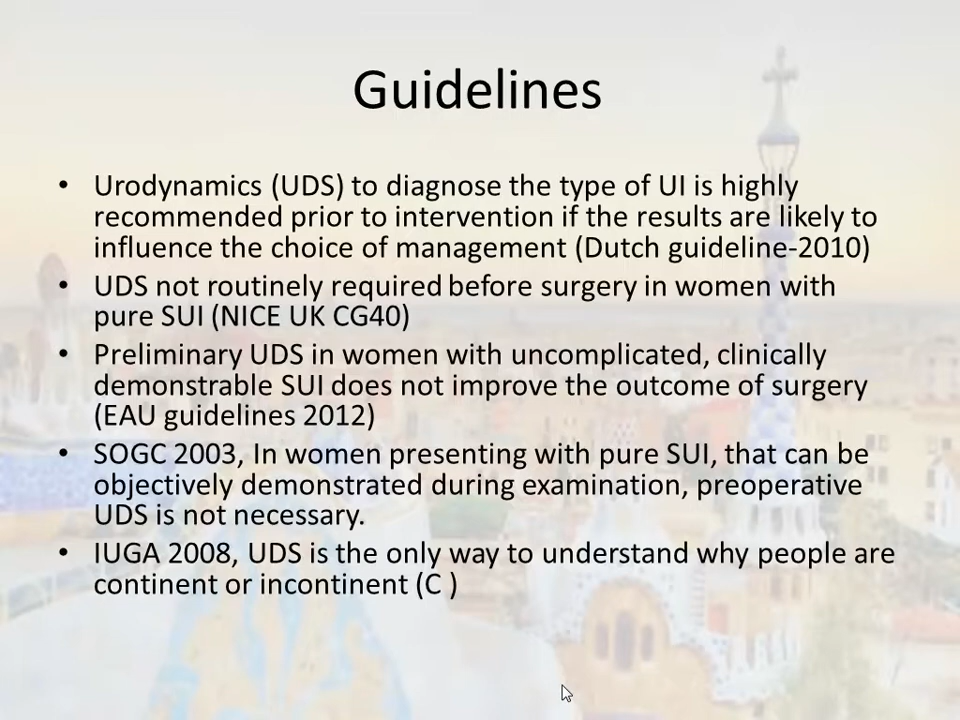 Guidelines
• Urodynamics (UDS) to diagnose the type of UI is highly
recommended prior to intervention if the results are likely to
influence the choice of management (Dutch guideline-2010)
• UDS not routinely required before surgery in women with
pure SUI (NICE UK CG40)
• Preliminary UDS in women with uncomplicated, clinically
demonstrable SUI does not improve the outcome of surgery
(EAU guidelines 2012)
• SOGC 2003, In women presenting with pure SUI, that can be
objectively demonstrated during examination, preoperative
UDS is not necessary.
• IUGA 2008, UDS is the only way to understand why people are
continent or incontinent (C )